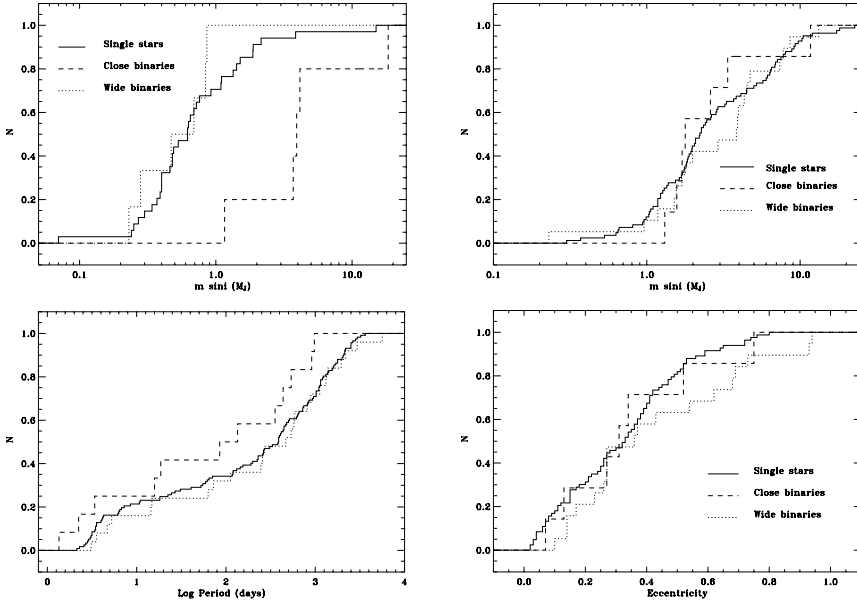 1.0
0.8
0.6
0.4
0.2
0.0
N
Single stars
Close binaries
Wide binaries
0.1 1.0 10.0
m sini (M_J)
1.0
0.8
0.6
0.4
0.2
0.0
N
Single stars
Close binaries
Wide binaries
0.1 1.0 10.0
m sini (M_J)
1.0
0.8
0.6
0.4
0.2
0.0
N
0 1 2 3 4
Log Period (days)
1.0
0.8
0.6
0.4
0.2
0.0
N
Single stars
Close binaries
Wide binaries
0.0 0.2 0.4 0.6 0.8 1.0
Eccentricity